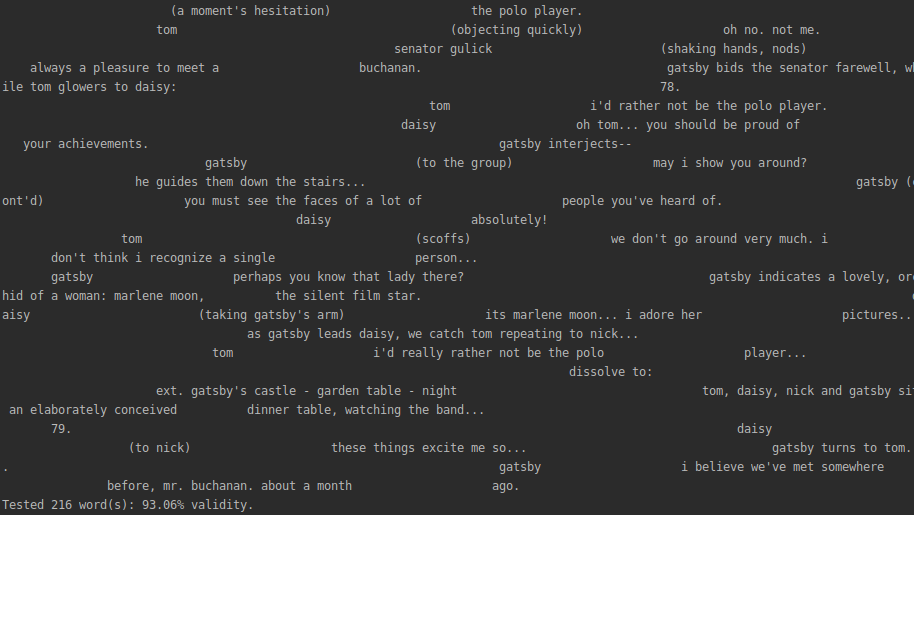 (a moment's hesitation) the polo player.
tom (objecting quickly) oh no. not me.
senator gulick (shaking hands, nods)
always a pleasure to meet a buchanan. gatsby bids the senator farewell, wh
ile tom glowers to daisy: 78.
tom i'd rather not be the polo player.
daisy oh tom... you should be proud of
your achievements. gatsby interjects--
gatsby (to the group) may i show you around?
he guides them down the stairs... gatsby (c
ont'd) you must see the faces of a lot of people you've heard of.
daisy absolutely!
tom (scoffs) we don't go around very much. i
don't think i recognize a single person...
gatsby perhaps you know that lady there? gatsby indicates a lovely, orc
hid of a woman: marlene moon, the silent film star. d
aisy (taking gatsby's arm) its marlene moon... i adore her pictures...
as gatsby leads daisy, we catch tom repeating to nick...
tom i'd really rather not be the polo player...
dissolve to:
ext. gatsby's castle - garden table - night tom, daisy, nick and gatsby sit
an elaborately conceived dinner table, watching the band...
79. daisy
(to nick) these things excite me so... gatsby turns to tom..
. gatsby i believe we've met somewhere
before, mr. buchanan. about a month ago.
Tested 216 word(s): 93.06% validity.